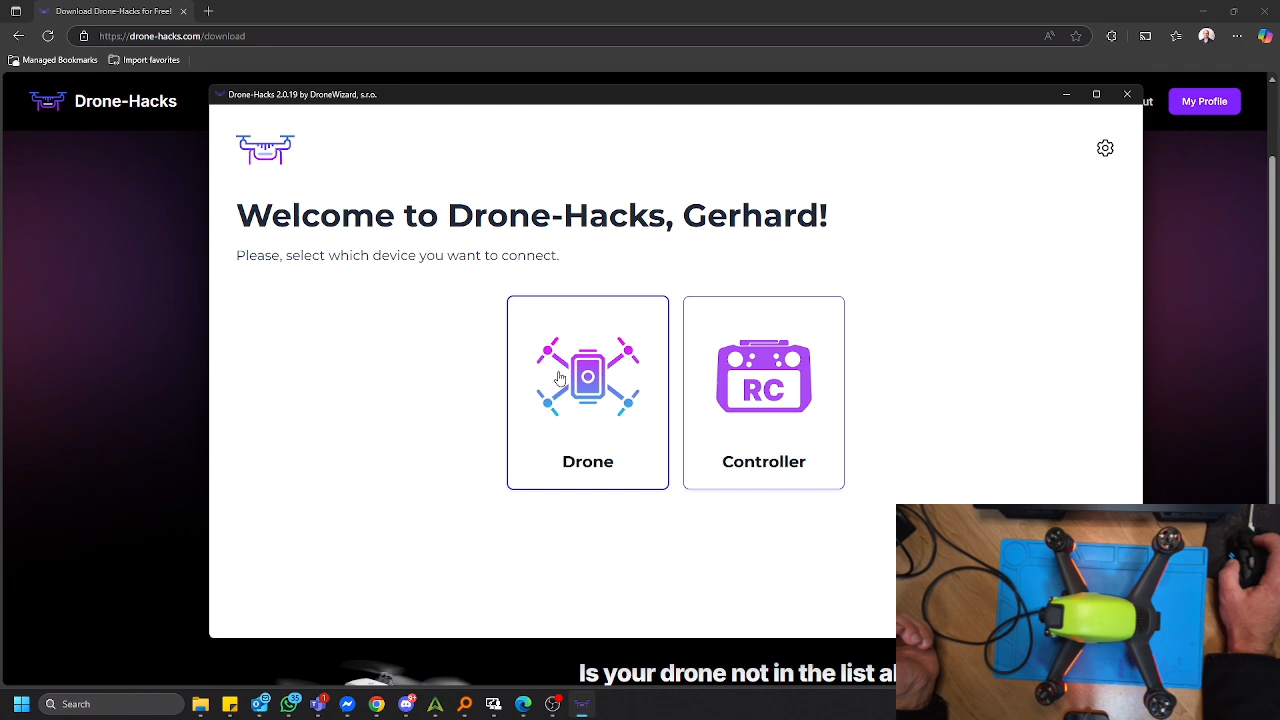 Download Drone-Hacks for Free!
https://drone-hacks.com/download
Managed Bookmarks
Import favorites
Drone-Hacks
Drone-Hacks 2.0.19 by DroneWizard, s.r.o.
ut
My Profile
Welcome to Drone-Hacks, Gerhard!
Please, select which device you want to connect.
RC
Drone
Controller
Is your drone not in the list al
Search
35
1